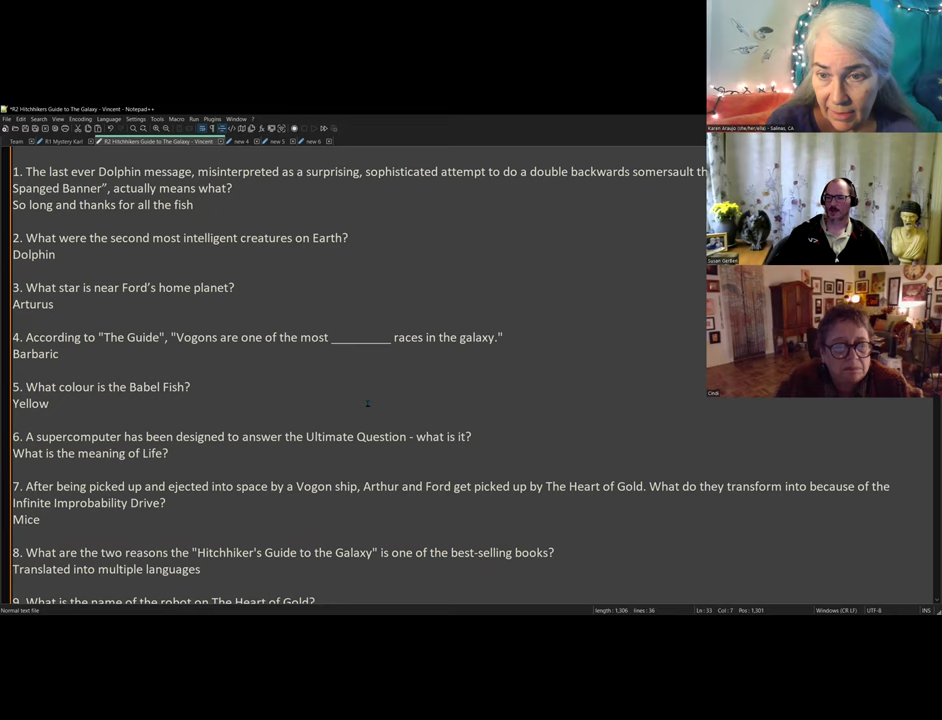 *R2 Hitchhikers Guide to The Galaxy - Vincent - Notepad++
File Edit Search View Encoding Language Settings Tools Macro Run Plugins Window ?
Team R1 Mystery Karl R2 Hitchhikers Guide to The Galaxy - Vincent new 4 new 5 new 6
1. The last ever Dolphin message, misinterpreted as a surprising, sophisticated attempt to do a double backwards somersault th
Spanged Banner”, actually means what?
So long and thanks for all the fish
2. What were the second most intelligent creatures on Earth?
Dolphin
3. What star is near Ford’s home planet?
Arturus
4. According to "The Guide", "Vogons are one of the most __________ races in the galaxy."
Barbaric
5. What colour is the Babel Fish?
Yellow
6. A supercomputer has been designed to answer the Ultimate Question - what is it?
What is the meaning of Life?
7. After being picked up and ejected into space by a Vogon ship, Arthur and Ford get picked up by The Heart of Gold. What do they transform into because of the
Infinite Improbability Drive?
Mice
8. What are the two reasons the "Hitchhiker's Guide to the Galaxy" is one of the best-selling books?
Translated into multiple languages
9. What is the name of the robot on The Heart of Gold?
Normal text file length : 1,306 lines : 36 Ln : 33 Col : 7 Pos : 1,301 Windows (CR LF) UTF-8 INS
Karen Araujo (she/her/ella) - Salinas, CA
Susan Gerbic
Cindi